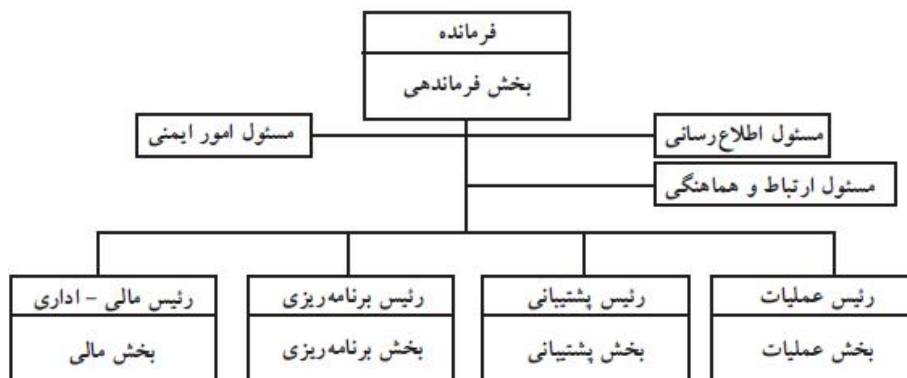 فرمانده
بخش فرماندهی
مسئول اطلاع‌رسانی
مسئول امور ایمنی
مسئول ارتباط و هماهنگی
رئیس عملیات
بخش عملیات
رئیس پشتیبانی
بخش پشتیبانی
رئیس برنامه‌ریزی
بخش برنامه‌ریزی
رئیس مالی - اداری
بخش مالی